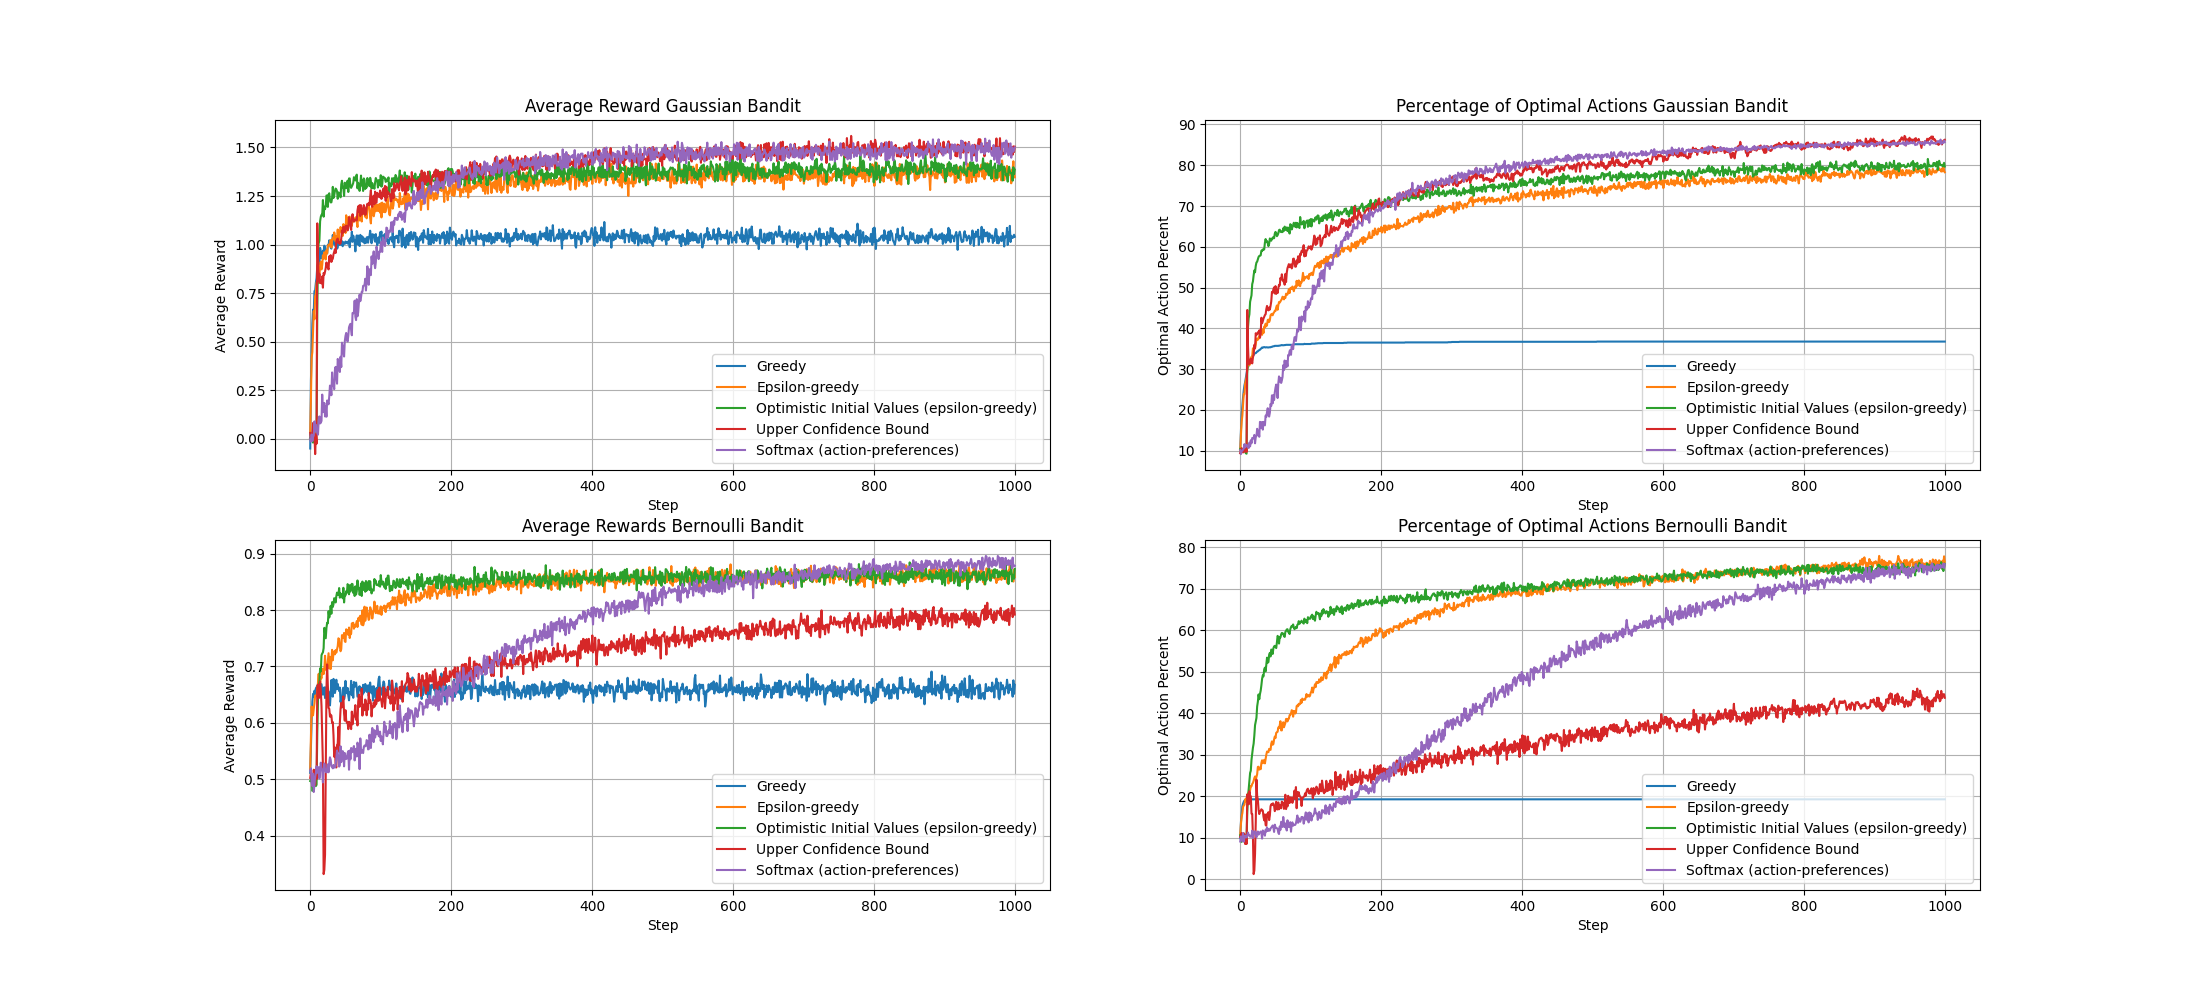 Average Reward Gaussian Bandit
Average Reward
1.50
1.25
1.00
0.75
0.50
0.25
0.00
Greedy
Epsilon-greedy
Optimistic Initial Values (epsilon-greedy)
Upper Confidence Bound
Softmax (action-preferences)
0 200 400 600 800 1000
Step
Percentage of Optimal Actions Gaussian Bandit
Optimal Action Percent
90
80
70
60
50
40
30
20
10
Greedy
Epsilon-greedy
Optimistic Initial Values (epsilon-greedy)
Upper Confidence Bound
Softmax (action-preferences)
0 200 400 600 800 1000
Step
Average Rewards Bernoulli Bandit
Average Reward
0.9
0.8
0.7
0.6
0.5
0.4
Greedy
Epsilon-greedy
Optimistic Initial Values (epsilon-greedy)
Upper Confidence Bound
Softmax (action-preferences)
0 200 400 600 800 1000
Step
Percentage of Optimal Actions Bernoulli Bandit
Optimal Action Percent
80
70
60
50
40
30
20
10
0
Greedy
Epsilon-greedy
Optimistic Initial Values (epsilon-greedy)
Upper Confidence Bound
Softmax (action-preferences)
0 200 400 600 800 1000
Step